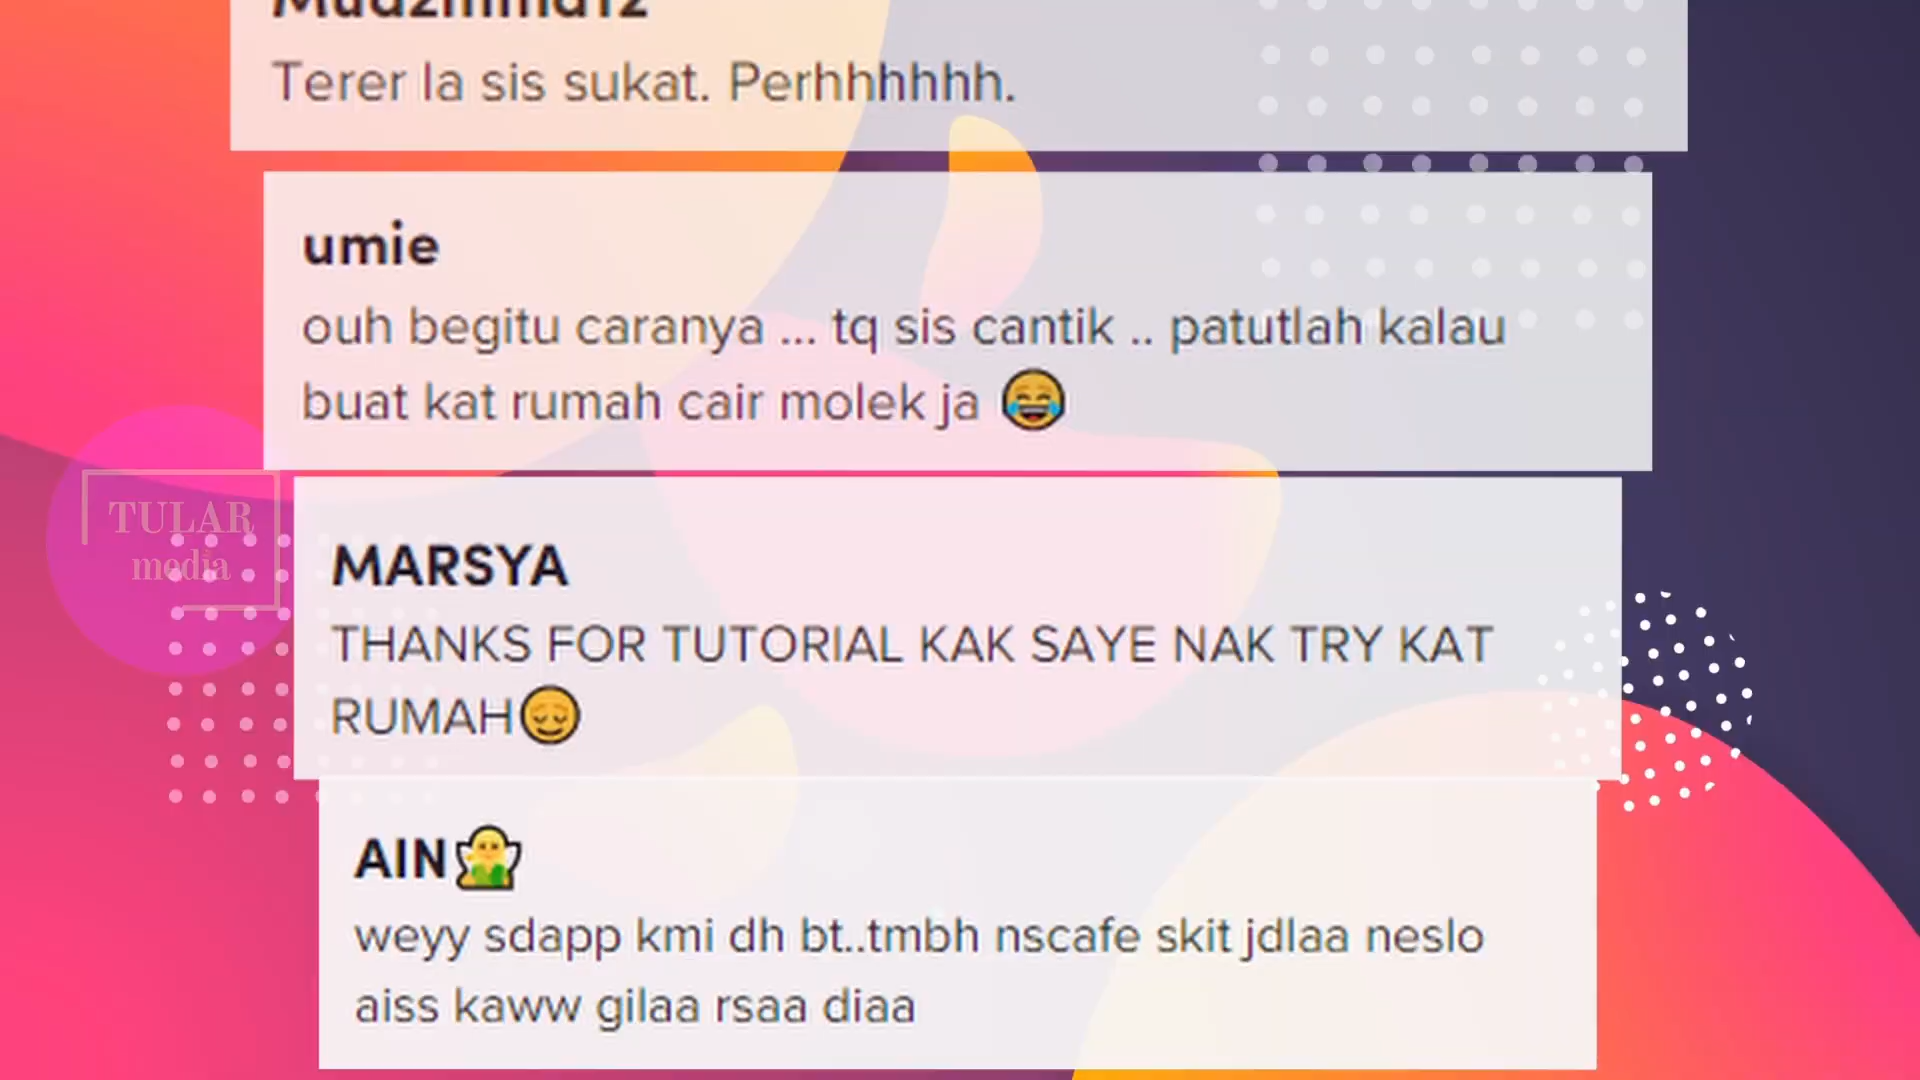 Terer la sis sukat. Perhhhhhh.
umie
ouh begitu caranya ... tq sis cantik .. patutlah kalau
buat kat rumah cair molek ja 😂
TULAR
media
MARSYA
THANKS FOR TUTORIAL KAK SAYE NAK TRY KAT
RUMAH😌
AIN🧚
weyy sdapp kmi dh bt..tmbh nscafe skit jdlaa neslo
aiss kaww gilaa rsaa diaa